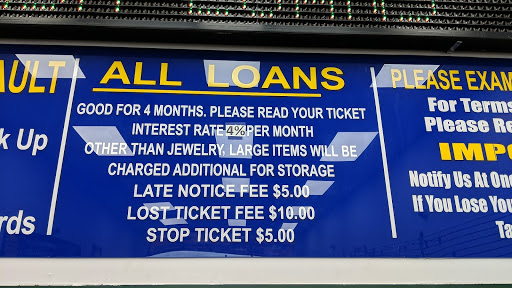 AULT
k Up
rds
ALL LOANS
GOOD FOR 4 MONTHS. PLEASE READ YOUR TICKET
INTEREST RATE 4% PER MONTH
OTHER THAN JEWELRY, LARGE ITEMS WILL BE
CHARGED ADDITIONAL FOR STORAGE
LATE NOTICE FEE $5.00
LOST TICKET FEE $10.00
STOP TICKET $5.00
PLEASE EXAM
For Terms
Please Re
IMPO
Notify Us At On
If You Lose You
Ta